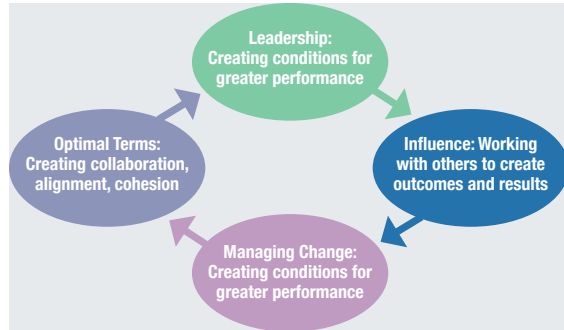 Leadership:
Creating conditions for
greater performance
Optimal Terms:
Creating collaboration,
alignment, cohesion
Influence: Working
with others to create
outcomes and results
Managing Change:
Creating conditions for
greater performance